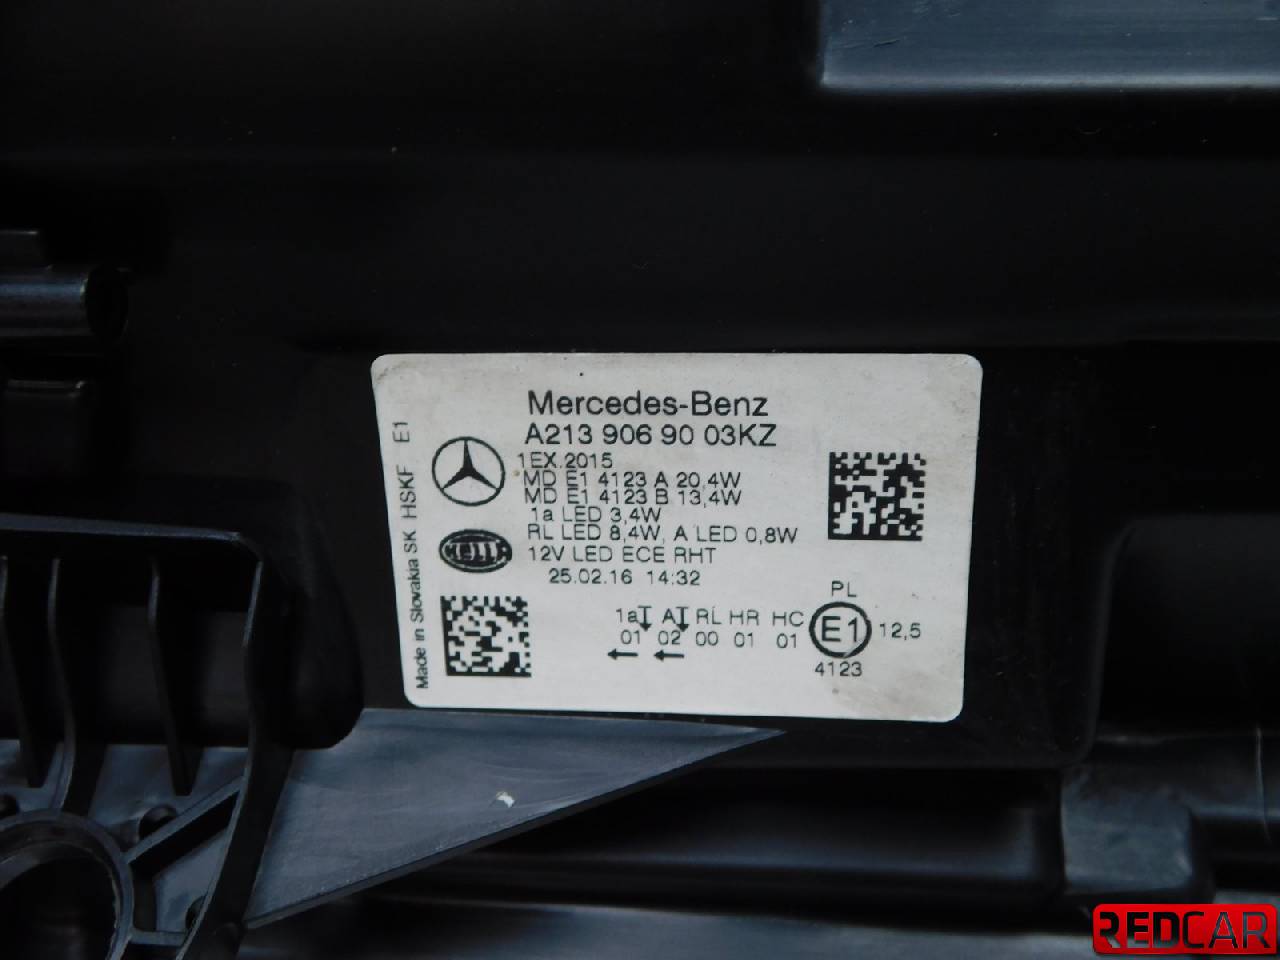 Mercedes-Benz
A213 906 90 03KZ
1EX.2015
MD E1 4123 A 20,4W
MD E1 4123 B 13,4W
1a LED 3,4W
RL LED 8,4W, A LED 0,8W
12V LED ECE RHT
25.02.16 14:32
HELLA
Made in Slovakia SK HSKF E1
1a A RL HR HC
01 02 00 01 01
PL
E1 12,5
4123
REDCAR